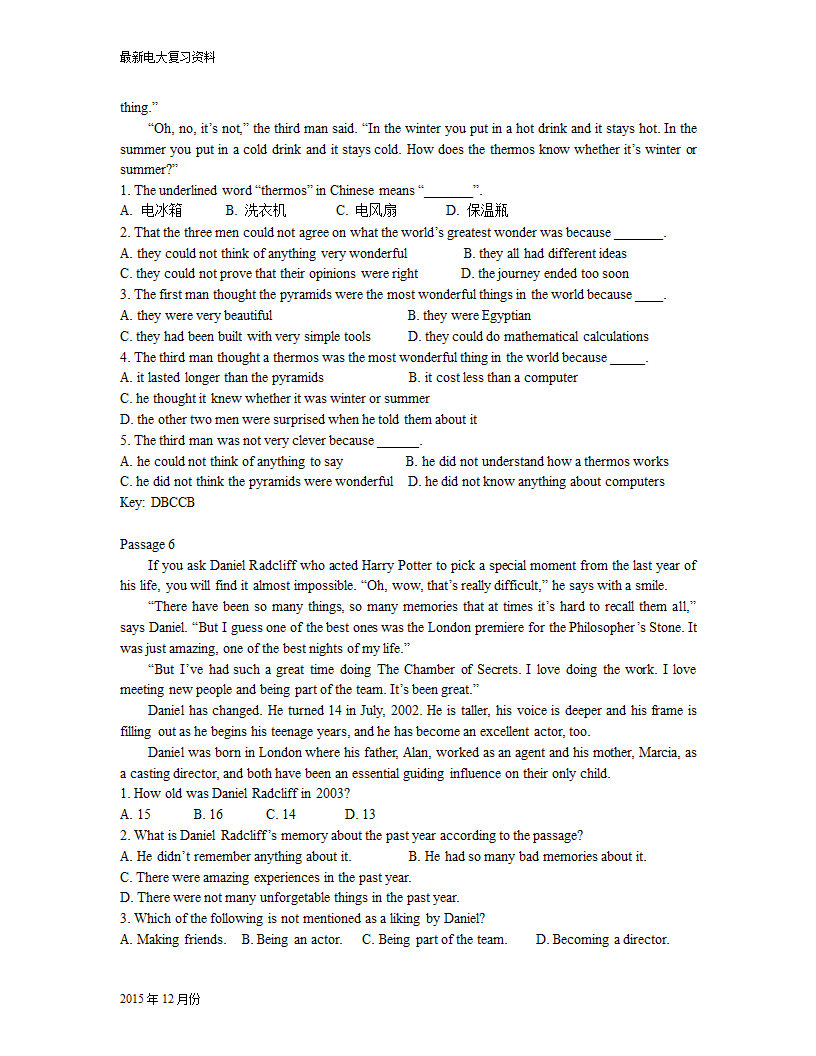 最新电大复习资料
thing.”
“Oh, no, it’s not,” the third man said. “In the winter you put in a hot drink and it stays hot. In the
summer you put in a cold drink and it stays cold. How does the thermos know whether it’s winter or
summer?”
1. The underlined word “thermos” in Chinese means “_______”.
A. 电冰箱 B. 洗衣机 C. 电风扇 D. 保温瓶
2. That the three men could not agree on what the world’s greatest wonder was because _______.
A. they could not think of anything very wonderful B. they all had different ideas
C. they could not prove that their opinions were right D. the journey ended too soon
3. The first man thought the pyramids were the most wonderful things in the world because ____.
A. they were very beautiful B. they were Egyptian
C. they had been built with very simple tools D. they could do mathematical calculations
4. The third man thought a thermos was the most wonderful thing in the world because _____.
A. it lasted longer than the pyramids B. it cost less than a computer
C. he thought it knew whether it was winter or summer
D. the other two men were surprised when he told them about it
5. The third man was not very clever because ______.
A. he could not think of anything to say B. he did not understand how a thermos works
C. he did not think the pyramids were wonderful D. he did not know anything about computers
Key: DBCCB
Passage 6
If you ask Daniel Radcliff who acted Harry Potter to pick a special moment from the last year of
his life, you will find it almost impossible. “Oh, wow, that’s really difficult,” he says with a smile.
“There have been so many things, so many memories that at times it’s hard to recall them all,”
says Daniel. “But I guess one of the best ones was the London premiere for the Philosopher’s Stone. It
was just amazing, one of the best nights of my life.”
“But I’ve had such a great time doing The Chamber of Secrets. I love doing the work. I love
meeting new people and being part of the team. It’s been great.”
Daniel has changed. He turned 14 in July, 2002. He is taller, his voice is deeper and his frame is
filling out as he begins his teenage years, and he has become an excellent actor, too.
Daniel was born in London where his father, Alan, worked as an agent and his mother, Marcia, as
a casting director, and both have been an essential guiding influence on their only child.
1. How old was Daniel Radcliff in 2003?
A. 15 B. 16 C. 14 D. 13
2. What is Daniel Radcliff’s memory about the past year according to the passage?
A. He didn’t remember anything about it. B. He had so many bad memories about it.
C. There were amazing experiences in the past year.
D. There were not many unforgetable things in the past year.
3. Which of the following is not mentioned as a liking by Daniel?
A. Making friends. B. Being an actor. C. Being part of the team. D. Becoming a director.
2015 年 12 月份